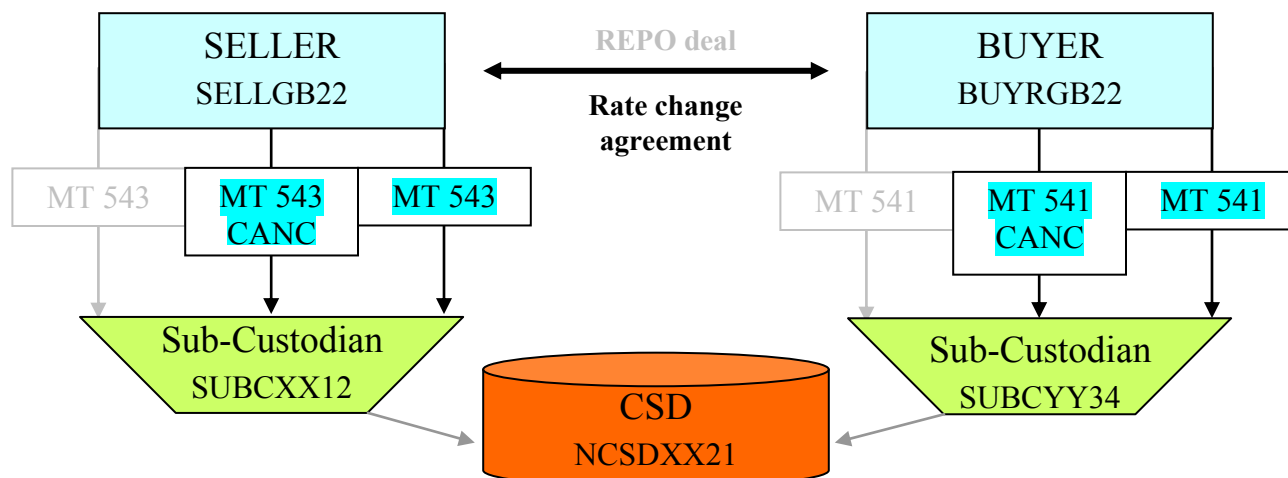 SELLER
SELLGB22
REPO deal
Rate change
agreement
BUYER
BUYRGB22
MT 543
MT 543
CANC
MT 543
MT 541
MT 541
CANC
MT 541
Sub-Custodian
SUBCXX12
CSD
NCSDXX21
Sub-Custodian
SUBCYY34